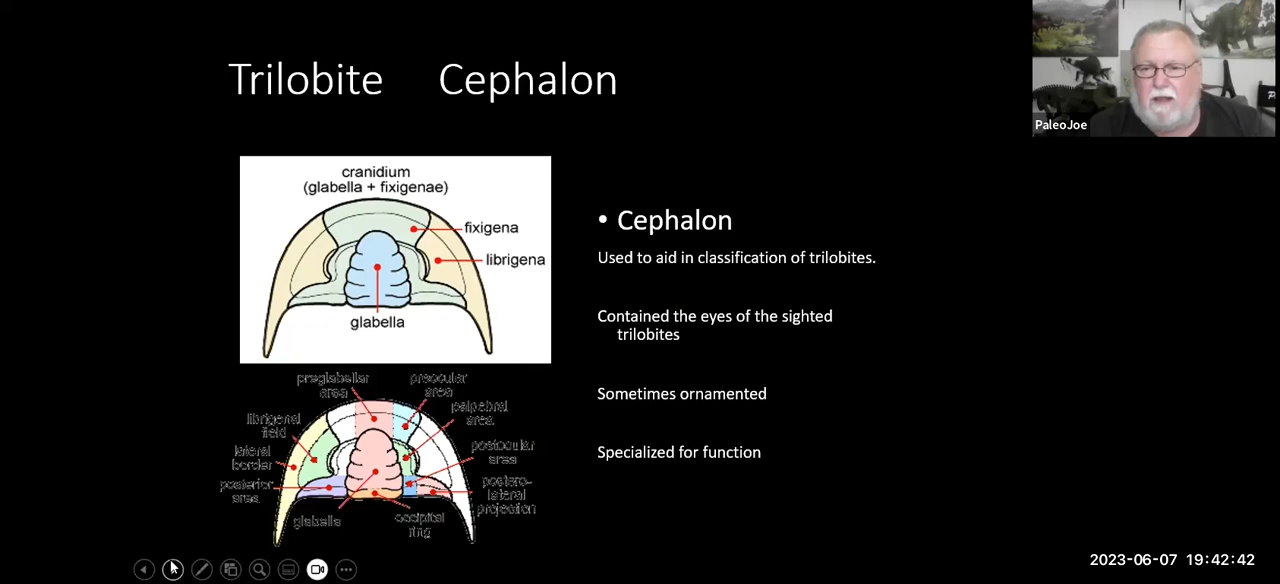 Trilobite Cephalon
PaleoJoe
cranidium
(glabella + fixigenae)
fixigena
librigena
glabella
• Cephalon
Used to aid in classification of trilobites.
Contained the eyes of the sighted
trilobites
Sometimes ornamented
Specialized for function
preglabellar
area
preocular
area
palpebral
area
librigenal
field
lateral
border
postocular
area
posterior
area
postero-
lateral
projection
glabella
occipital
ring
2023-06-07 19:42:42